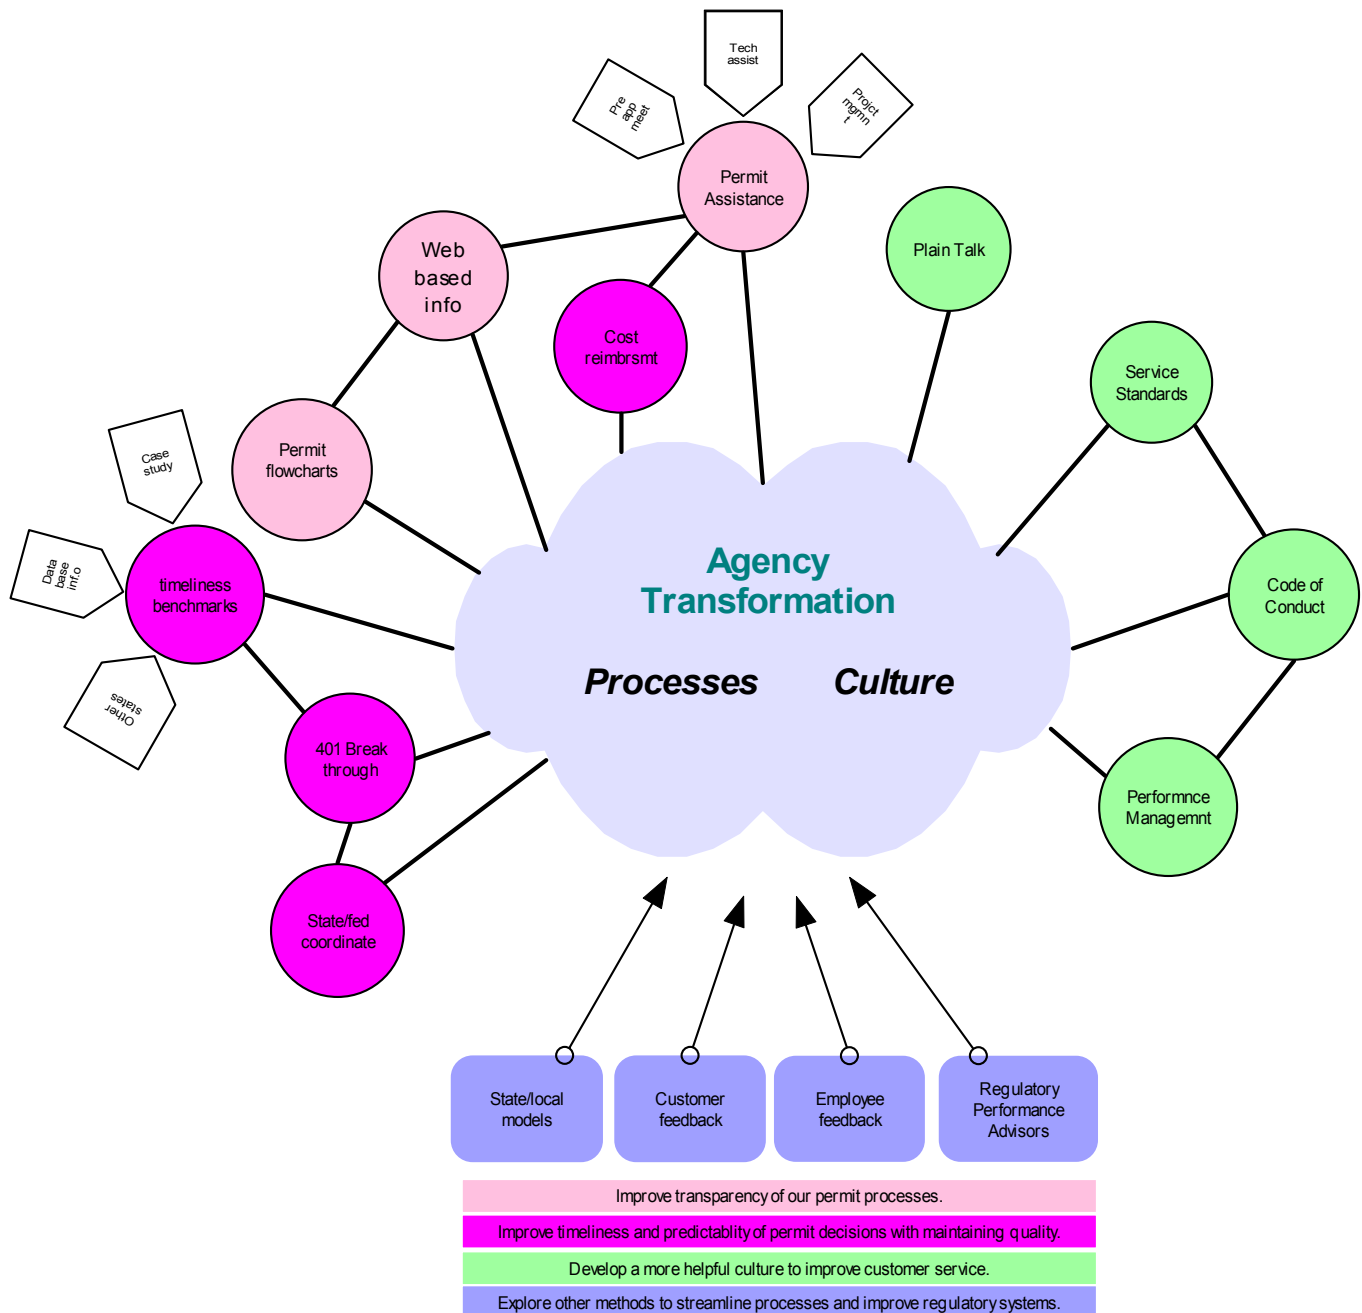 Tech
assist
Pre
app
meet
Projct
mgmn
t
Permit
Assistance
Web
based
info
Plain Talk
Cost
reimbrsmt
Service
Standards
Permit
flowcharts
Case
study
Data
base
inf.o
timeliness
benchmarks
Other
states
Agency
Transformation
Processes Culture
Code of
Conduct
401 Break
through
Performnce
Managemnt
State/fed
coordinate
State/local
models
Customer
feedback
Employee
feedback
Regulatory
Performance
Advisors
Improve transparency of our permit processes.
Improve timeliness and predictablity of permit decisions with maintaining quality.
Develop a more helpful culture to improve customer service.
Explore other methods to streamline processes and improve regulatory systems.